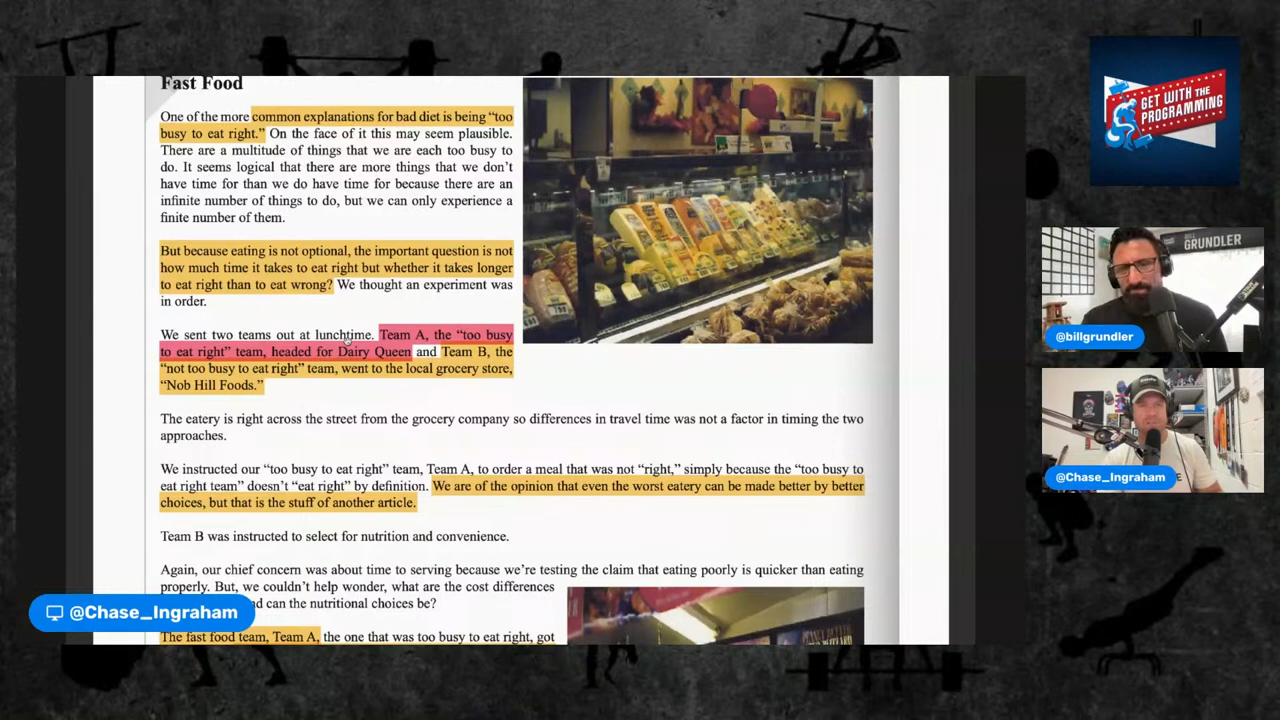 Fast Food
One of the more common explanations for bad diet is being “too
busy to eat right.” On the face of it this may seem plausible.
There are a multitude of things that we are each too busy to
do. It seems logical that there are more things that we don’t
have time for than we do have time for because there are an
infinite number of things to do, but we can only experience a
finite number of them.
But because eating is not optional, the important question is not
how much time it takes to eat right but whether it takes longer
to eat right than to eat wrong? We thought an experiment was
in order.
We sent two teams out at lunchtime. Team A, the “too busy
to eat right” team, headed for Dairy Queen and Team B, the
“not too busy to eat right” team, went to the local grocery store,
“Nob Hill Foods.”
The eatery is right across the street from the grocery company so differences in travel time was not a factor in timing the two
approaches.
We instructed our “too busy to eat right” team, Team A, to order a meal that was not “right,” simply because the “too busy to
eat right team” doesn’t “eat right” by definition. We are of the opinion that even the worst eatery can be made better by better
choices, but that is the stuff of another article.
Team B was instructed to select for nutrition and convenience.
Again, our chief concern was about time to serving because we’re testing the claim that eating poorly is quicker than eating
properly. But, we couldn’t help wonder, what are the cost differences
can the nutritional choices be?
The fast food team, Team A, the one that was too busy to eat right, got
@Chase_Ingraham
GET WITH THE
PROGRAMMING
BILL
GRUNDLER
@billgrundler
@Chase_Ingraham